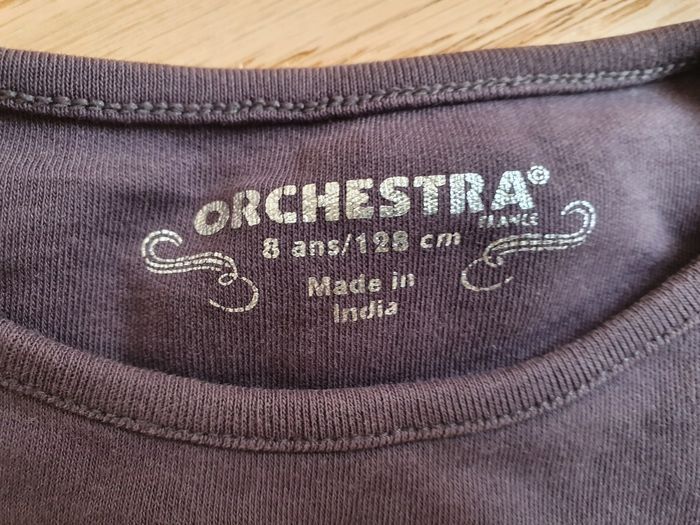 ORCHESTRA©
FRANCE
8 ans/128 cm
Made in
India